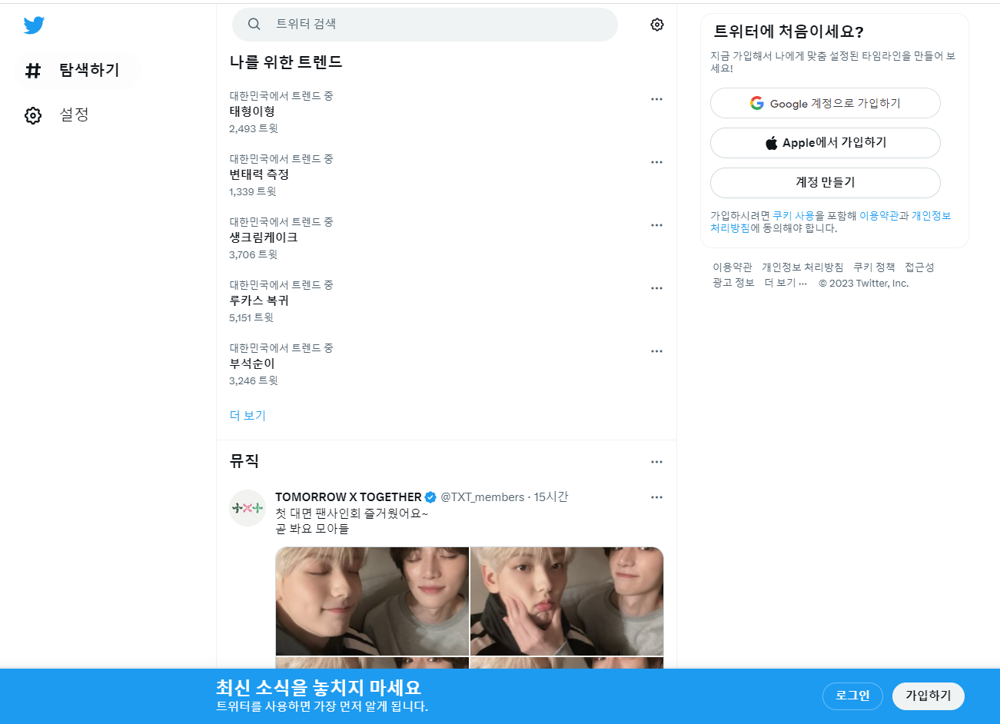 트위터 검색
탐색하기
설정
나를 위한 트렌드
대한민국에서 트렌드 중
태형이형
2,493 트윗
대한민국에서 트렌드 중
변태력 측정
1,339 트윗
대한민국에서 트렌드 중
생크림케이크
3,706 트윗
대한민국에서 트렌드 중
루카스 복귀
5,151 트윗
대한민국에서 트렌드 중
부석순이
3,246 트윗
더 보기
뮤직
TOMORROW X TOGETHER @TXT_members · 15시간
첫 대면 팬사인회 즐거웠어요~
곧 봐요 모아들
트위터에 처음이세요?
지금 가입해서 나에게 맞춤 설정된 타임라인을 만들어 보
세요!
Google 계정으로 가입하기
Apple에서 가입하기
계정 만들기
가입하시려면 쿠키 사용을 포함해 이용약관과 개인정보
처리방침에 동의해야 합니다.
이용약관 개인정보 처리방침 쿠키 정책 접근성
광고 정보 더 보기 ··· © 2023 Twitter, Inc.
최신 소식을 놓치지 마세요
트위터를 사용하면 가장 먼저 알게 됩니다.
로그인
가입하기